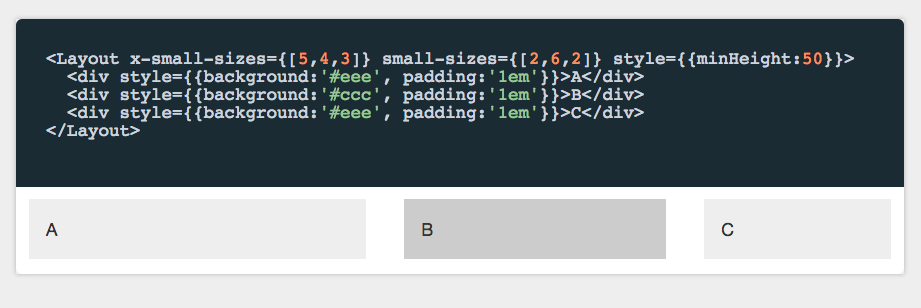 <Layout x-small-sizes={[5,4,3]} small-sizes={[2,6,2]} style={{minHeight:50}}>
  <div style={{background:'#eee', padding:'1em'}}>A</div>
  <div style={{background:'#ccc', padding:'1em'}}>B</div>
  <div style={{background:'#eee', padding:'1em'}}>C</div>
</Layout>
A B C